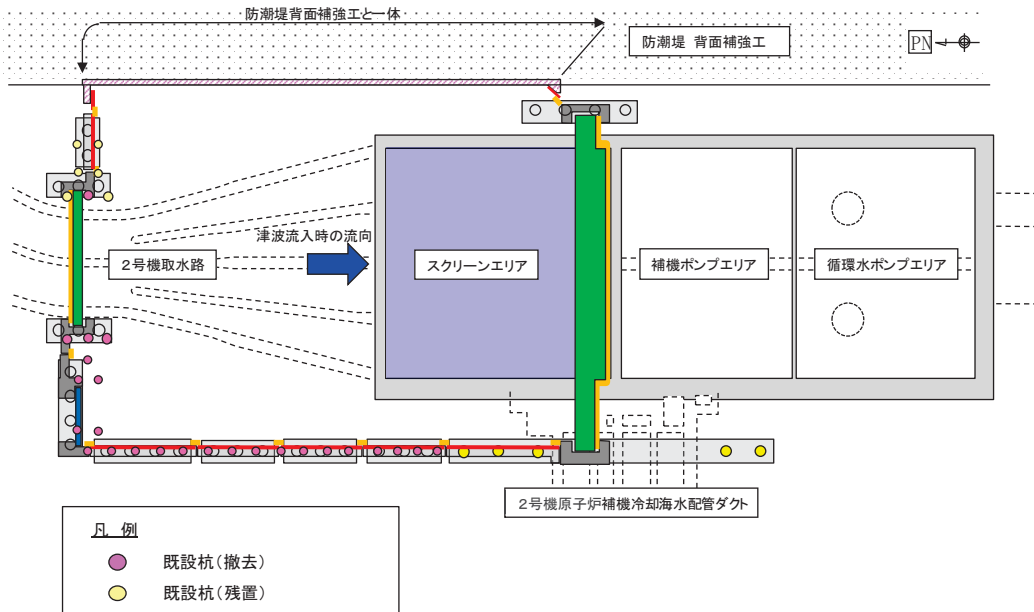 防潮堤背面補強工と一体
防潮堤 背面補強工
PN
津波流入時の流向
2号機取水路
スクリーンエリア
補機ポンプエリア
循環水ポンプエリア
2号機原子炉補機冷却海水配管ダクト
凡 例
既設杭(撤去)
既設杭(残置)